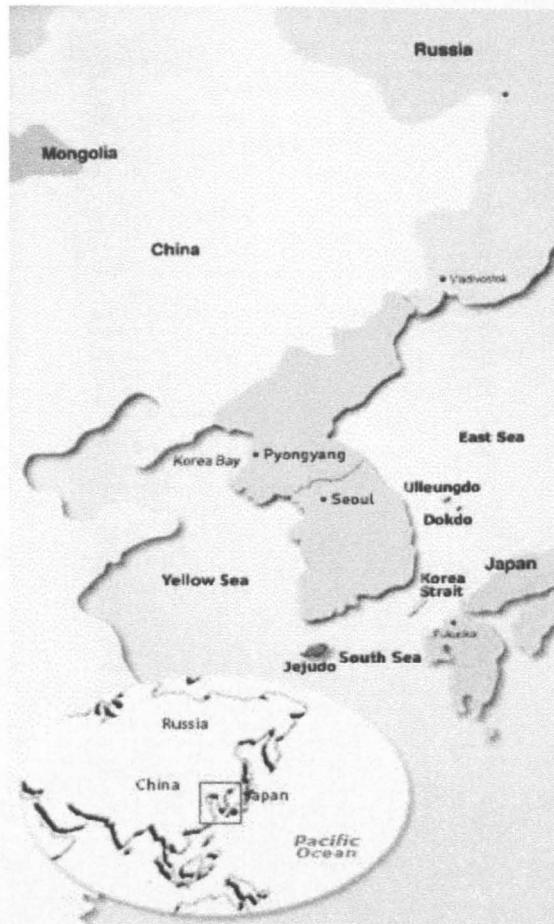 Russia
Mongolia
China
Vladivostok
East Sea
Korea Bay
Pyongyang
Ulleungdo
Seoul
Dokdo
Japan
Yellow Sea
Korea
Strait
Fukuoka
Jejudo
South Sea
Russia
China
Japan
Pacific
Ocean